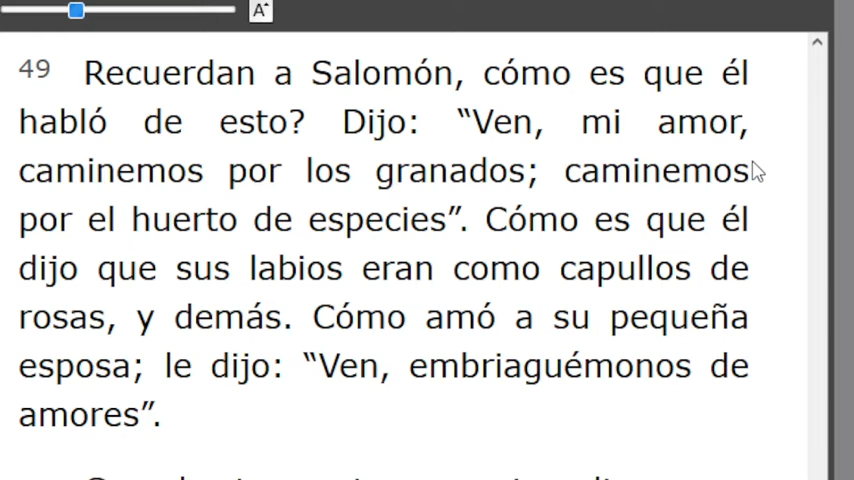 A
49 Recuerdan a Salomón, cómo es que él
habló de esto? Dijo: “Ven, mi amor,
caminemos por los granados; caminemos
por el huerto de especies”. Cómo es que él
dijo que sus labios eran como capullos de
rosas, y demás. Cómo amó a su pequeña
esposa; le dijo: “Ven, embriaguémonos de
amores”.